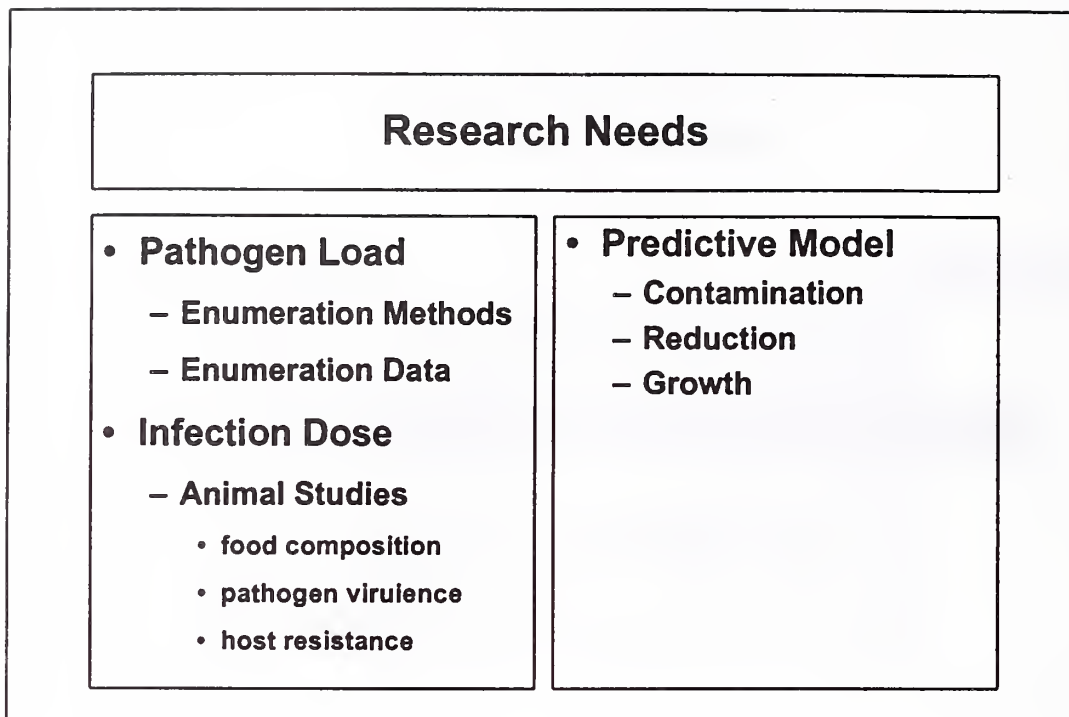 Research Needs
• Pathogen Load
– Enumeration Methods
– Enumeration Data
• Infection Dose
– Animal Studies
• food composition
• pathogen virulence
• host resistance
• Predictive Model
– Contamination
– Reduction
– Growth